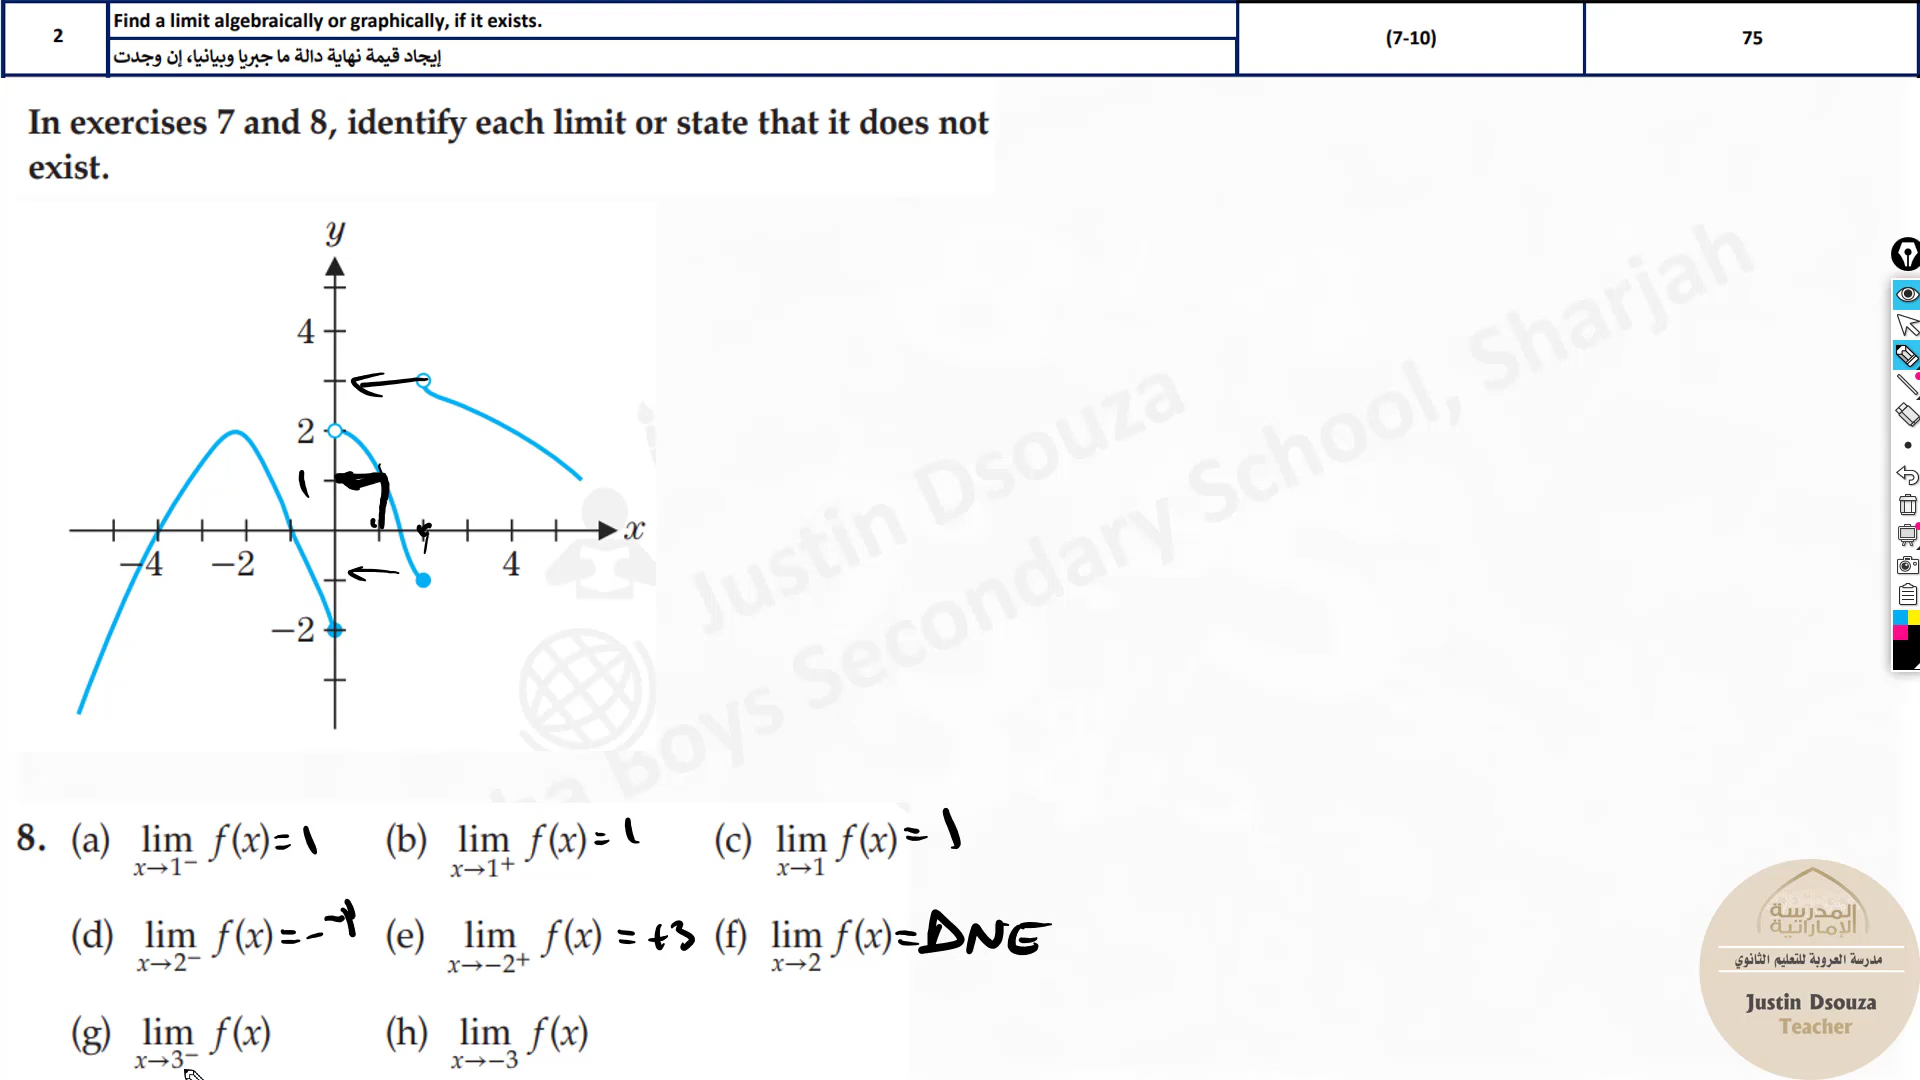 2
Find a limit algebraically or graphically, if it exists.
إيجاد قيمة نهاية دالة ما جبريا وبيانيا، إن وجدت
(7-10)
75
In exercises 7 and 8, identify each limit or state that it does not
exist.
y
4
2
1
x
−4 −2 4
−2
Justin Dsouza
Boys Secondary School, Sharjah
8. (a) lim x→1⁻ f(x) = 1 (b) lim x→1⁺ f(x) = 1 (c) lim x→1 f(x) = 1
(d) lim x→2⁻ f(x) = (e) lim x→−2⁺ f(x) = +3 (f) lim x→2 f(x) = DNE
(g) lim x→3⁻ f(x) (h) lim x→−3 f(x)
المدرسة
الإماراتية
مدرسة العروبة للتعليم الثانوي
Justin Dsouza
Teacher